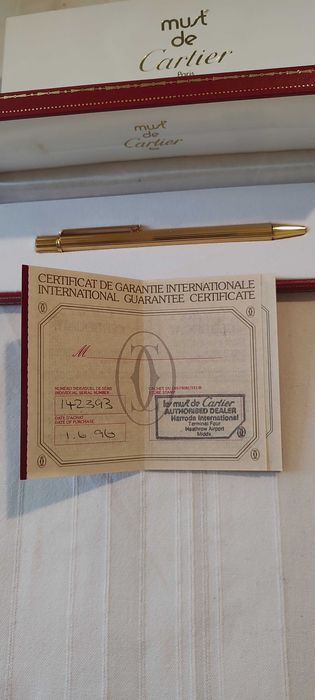 must
de
Cartier
Paris
must
de
Cartier
Paris
CERTIFICAT DE GARANTIE INTERNATIONALE
INTERNATIONAL GUARANTEE CERTIFICATE
M
NUMÉRO INDIVIDUEL DE SÉRIE
INDIVIDUAL SERIAL NUMBER
142393
DATE D'ACHAT
DATE OF PURCHASE
1.6.96
CACHET DU DISTRIBUTEUR
STORE STAMP
le must de Cartier
AUTHORISED DEALER
Harrods International
Terminal Four
Heathrow Airport
Middx